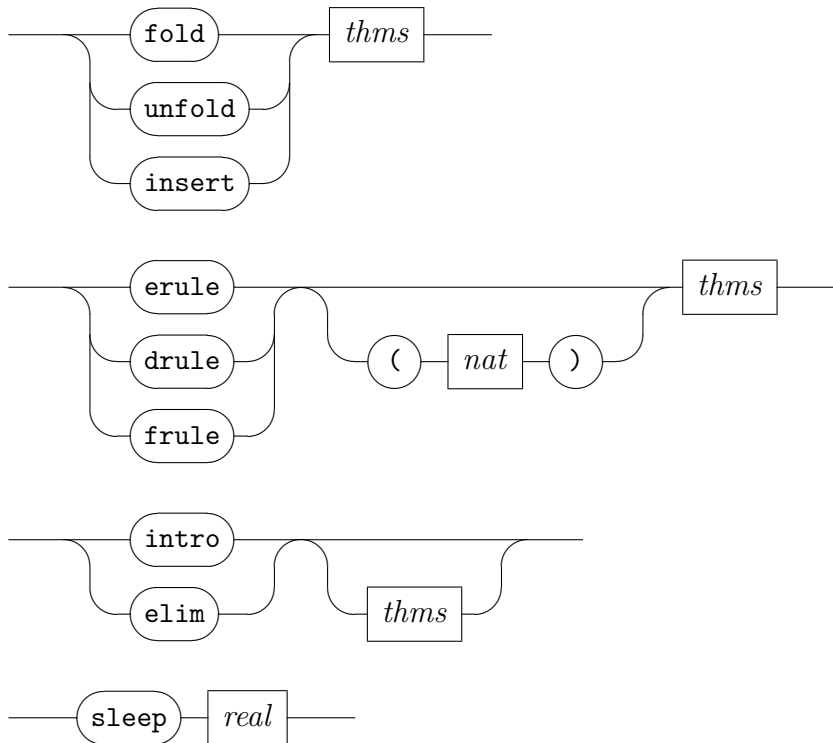 fold thms
unfold
insert
erule thms
drule ( nat )
frule
intro
elim thms
sleep real